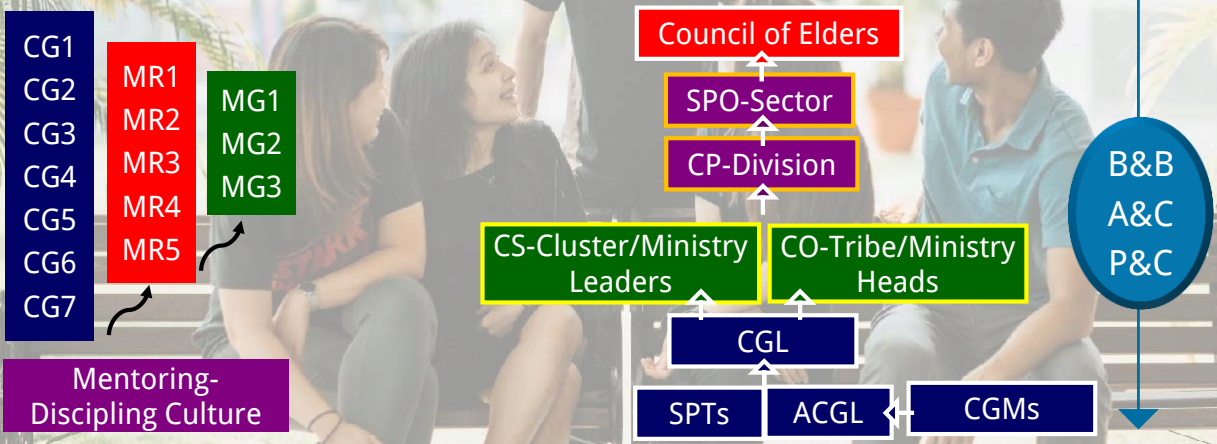 CG1
CG2
CG3
CG4
CG5
CG6
CG7
MR1
MR2
MR3
MR4
MR5
MG1
MG2
MG3
Mentoring-
Discipling Culture
Council of Elders
SPO-Sector
CP-Division
CS-Cluster/Ministry
Leaders
CO-Tribe/Ministry
Heads
CGL
SPTs
ACGL
CGMs
B&B
A&C
P&C